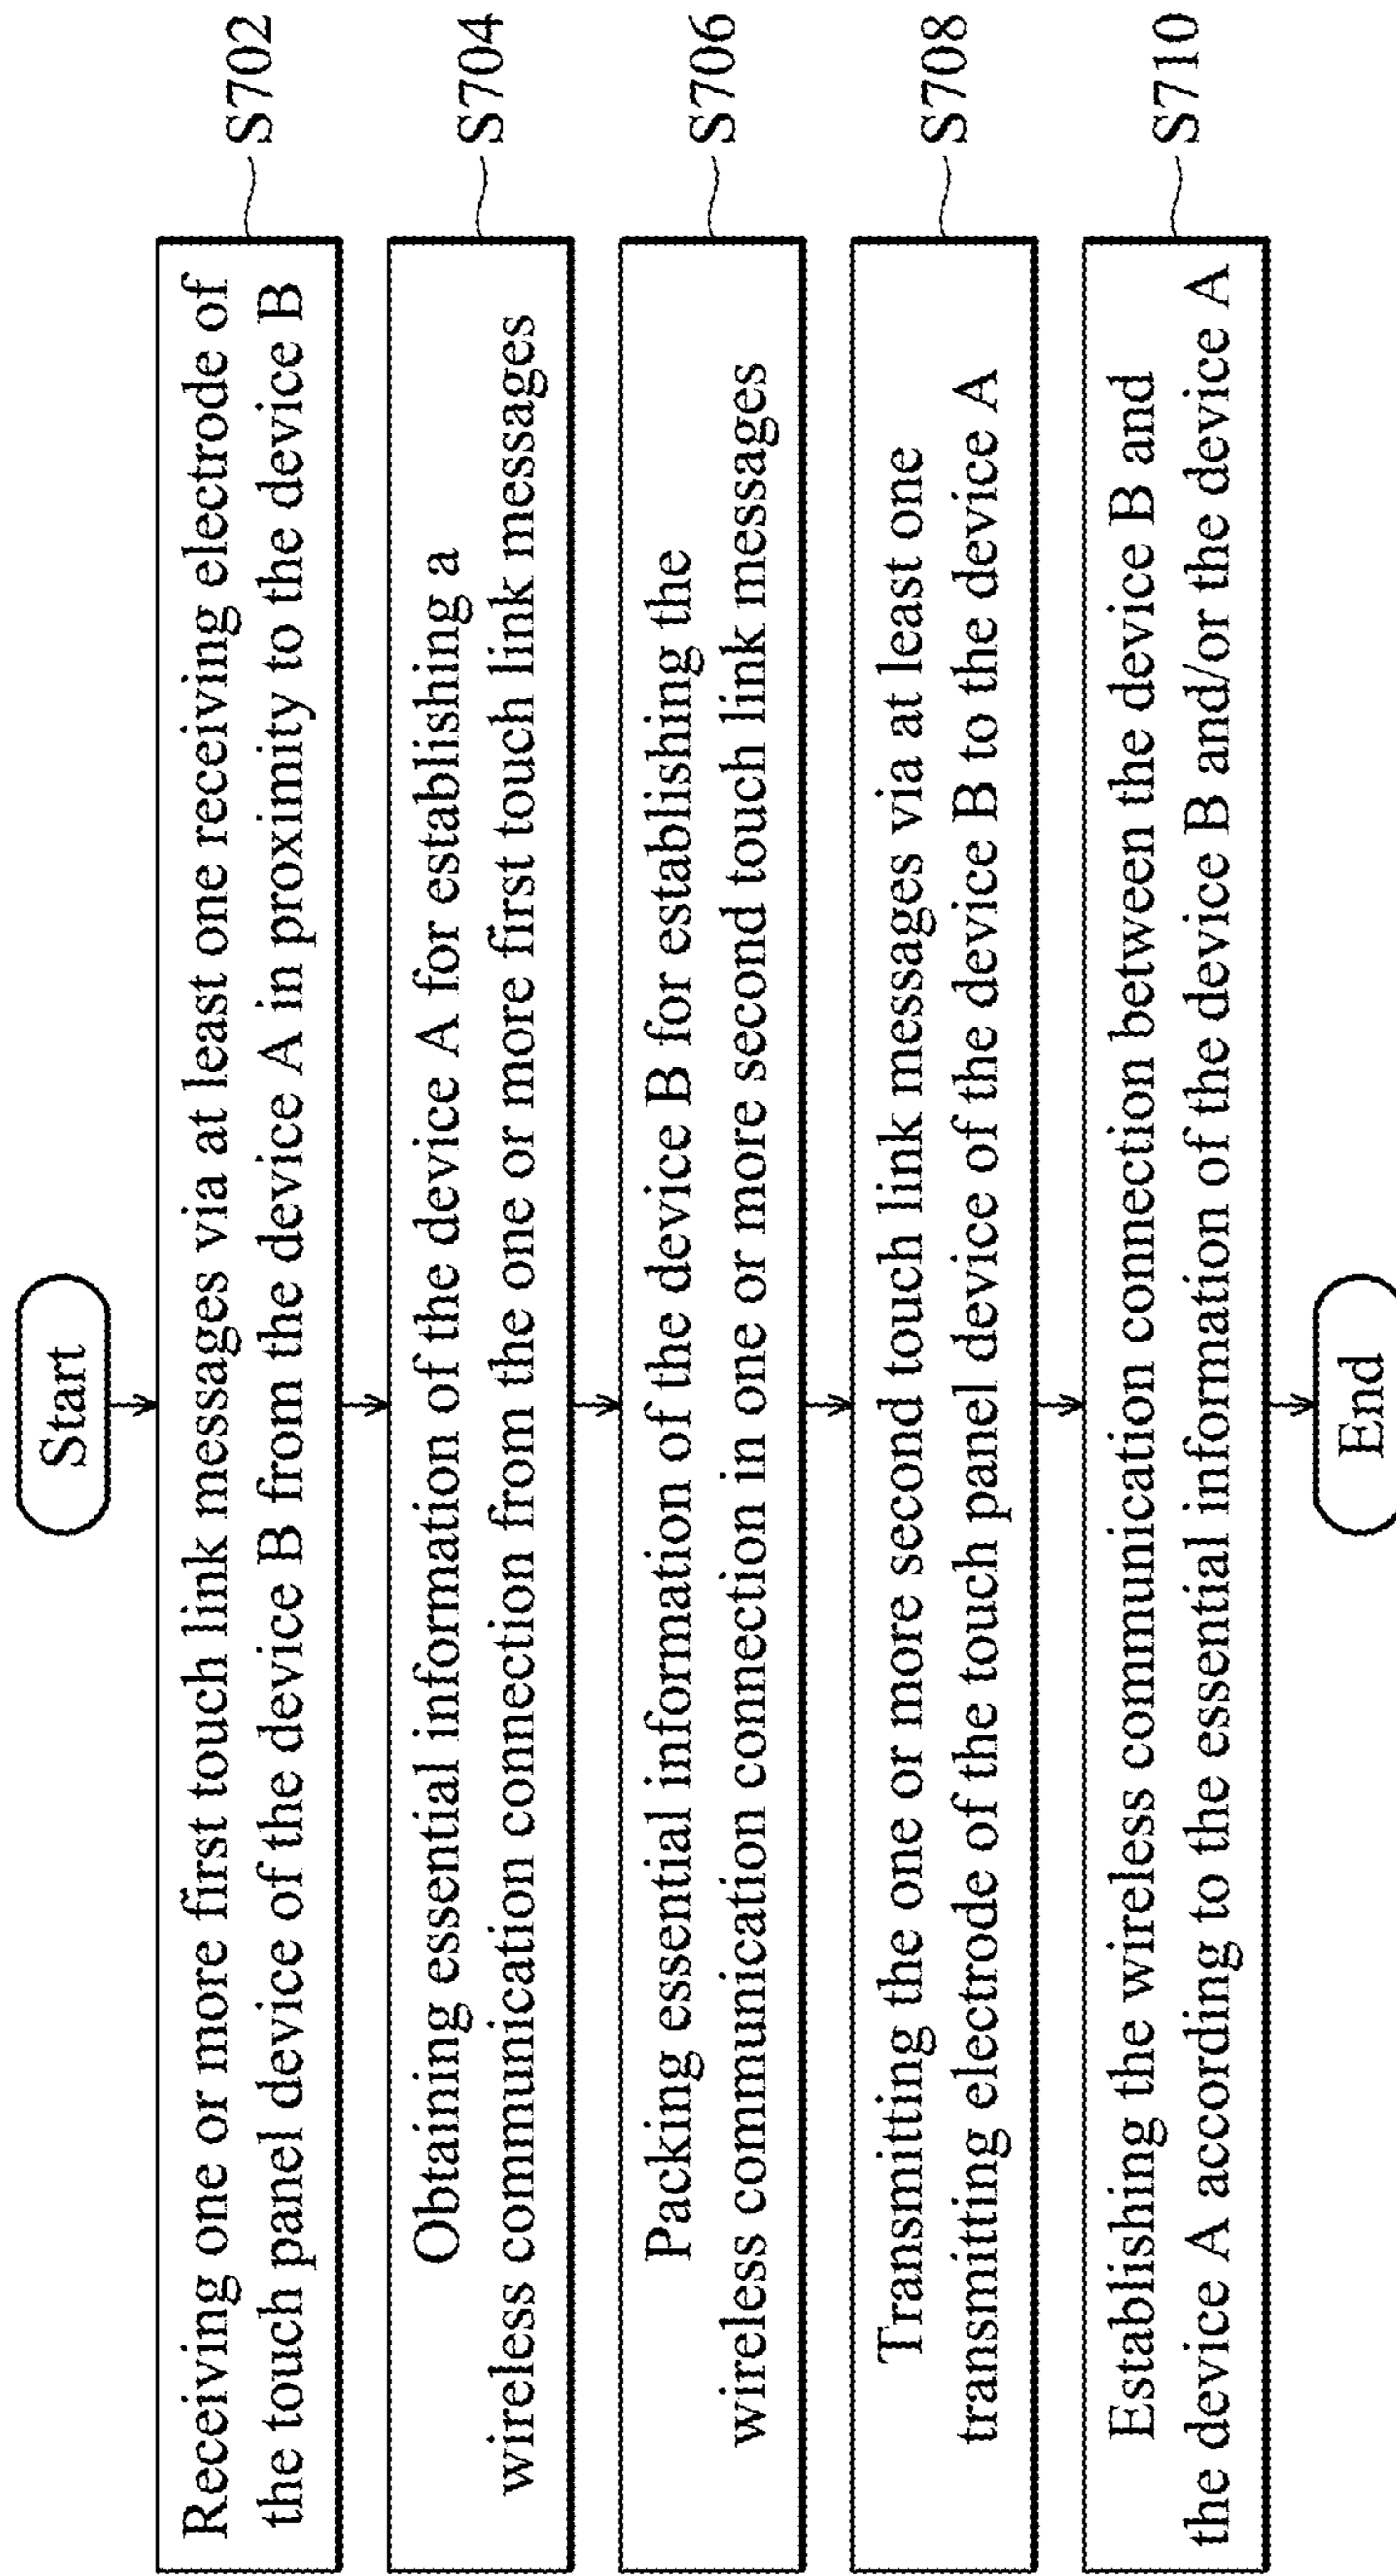 Start
Receiving one or more first touch link messages via at least one receiving electrode of
the touch panel device of the device B from the device A in proximity to the device B
S702
Obtaining essential information of the device A for establishing a
wireless communication connection from the one or more first touch link messages
S704
Packing essential information of the device B for establishing the
wireless communication connection in one or more second touch link messages
S706
Transmitting the one or more second touch link messages via at least one
transmitting electrode of the touch panel device of the device B to the device A
S708
Establishing the wireless communication connection between the device B and
the device A according to the essential information of the device B and/or the device A
S710
End